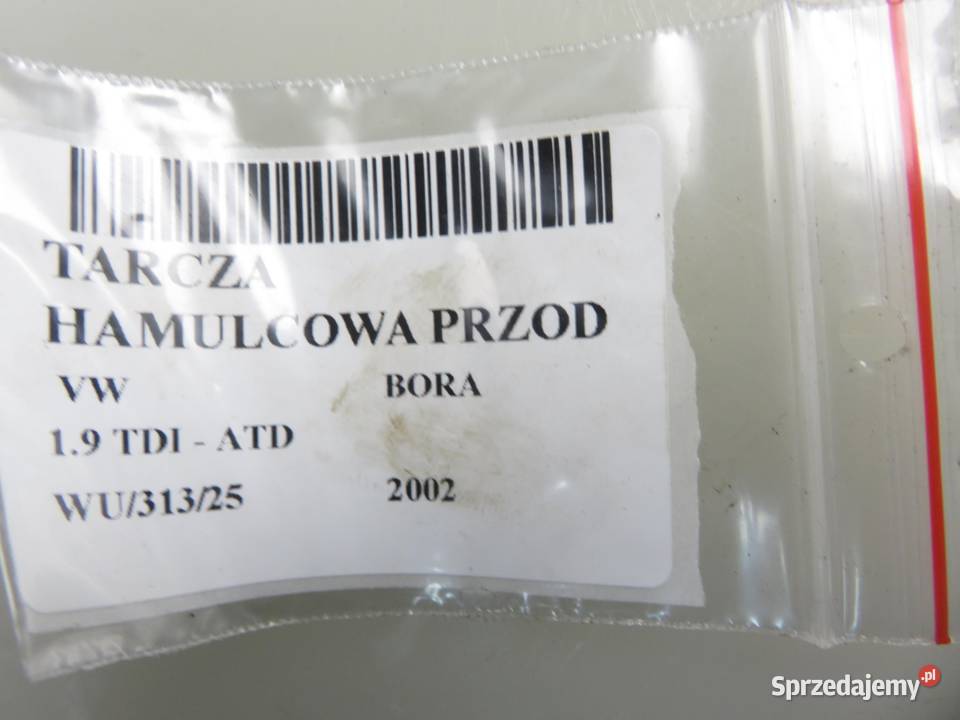 TARCZA
HAMULCOWA PRZOD
VW BORA
1.9 TDI - ATD
WU/313/25 2002
Sprzedajemy.pl